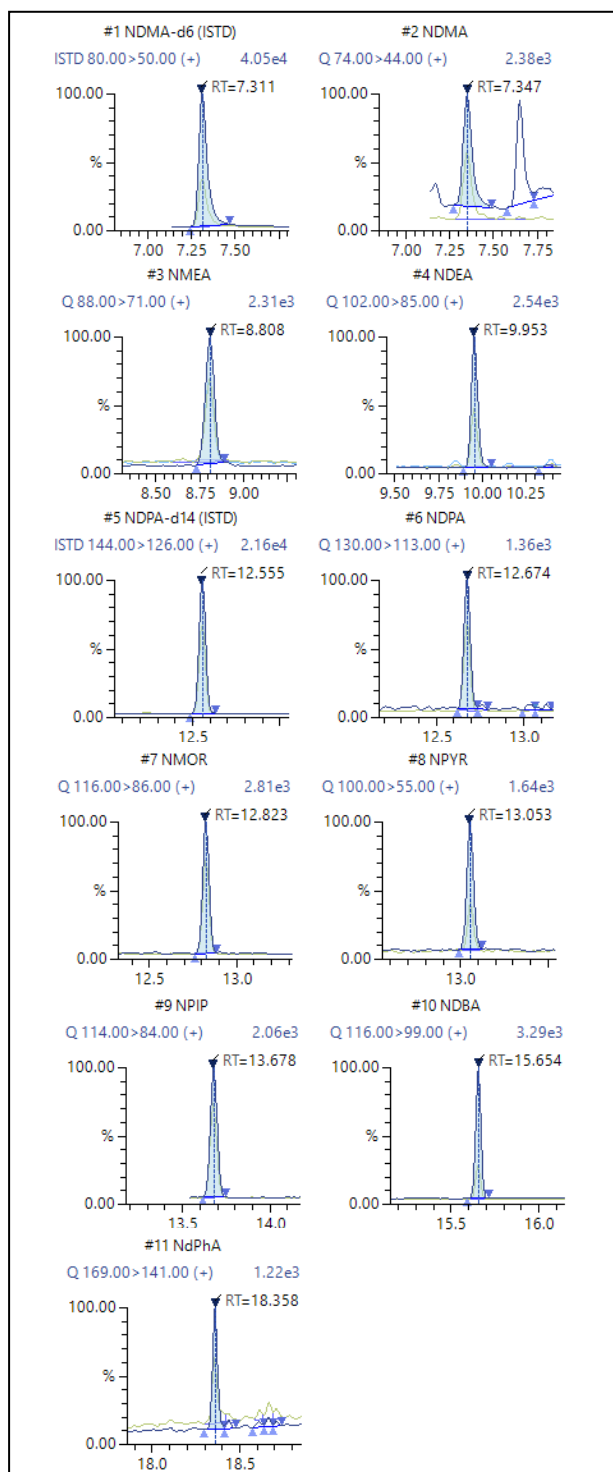 #1 NDMA-d6 (ISTD)
ISTD 80.00>50.00 (+) 4.05e4
100.00
RT=7.311
%
0.00
7.00 7.25 7.50
#2 NDMA
Q 74.00>44.00 (+) 2.38e3
100.00
RT=7.347
%
0.00
7.00 7.25 7.50 7.75
#3 NMEA
Q 88.00>71.00 (+) 2.31e3
100.00
RT=8.808
%
0.00
8.50 8.75 9.00
#4 NDEA
Q 102.00>85.00 (+) 2.54e3
100.00
RT=9.953
%
0.00
9.50 9.75 10.00 10.25
#5 NDPA-d14 (ISTD)
ISTD 144.00>126.00 (+) 2.16e4
100.00
RT=12.555
%
0.00
12.5
#6 NDPA
Q 130.00>113.00 (+) 1.36e3
100.00
RT=12.674
%
0.00
12.5 13.0
#7 NMOR
Q 116.00>86.00 (+) 2.81e3
100.00
RT=12.823
%
0.00
12.5 13.0
#8 NPYR
Q 100.00>55.00 (+) 1.64e3
100.00
RT=13.053
%
0.00
13.0
#9 NPIP
Q 114.00>84.00 (+) 2.06e3
100.00
RT=13.678
%
0.00
13.5 14.0
#10 NDBA
Q 116.00>99.00 (+) 3.29e3
100.00
RT=15.654
%
0.00
15.5 16.0
#11 NdPhA
Q 169.00>141.00 (+) 1.22e3
100.00
RT=18.358
%
0.00
18.0 18.5